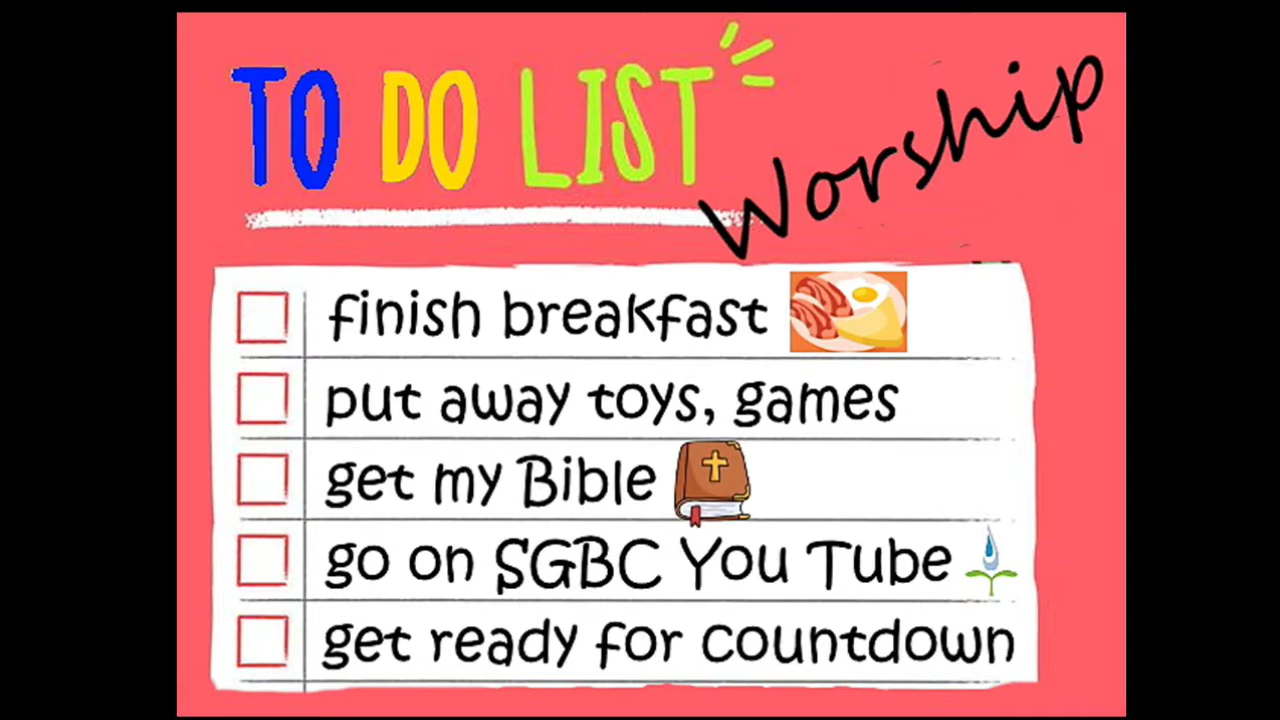 TO DO LIST
Worship
finish breakfast
put away toys, games
get my Bible
go on SGBC You Tube
get ready for countdown